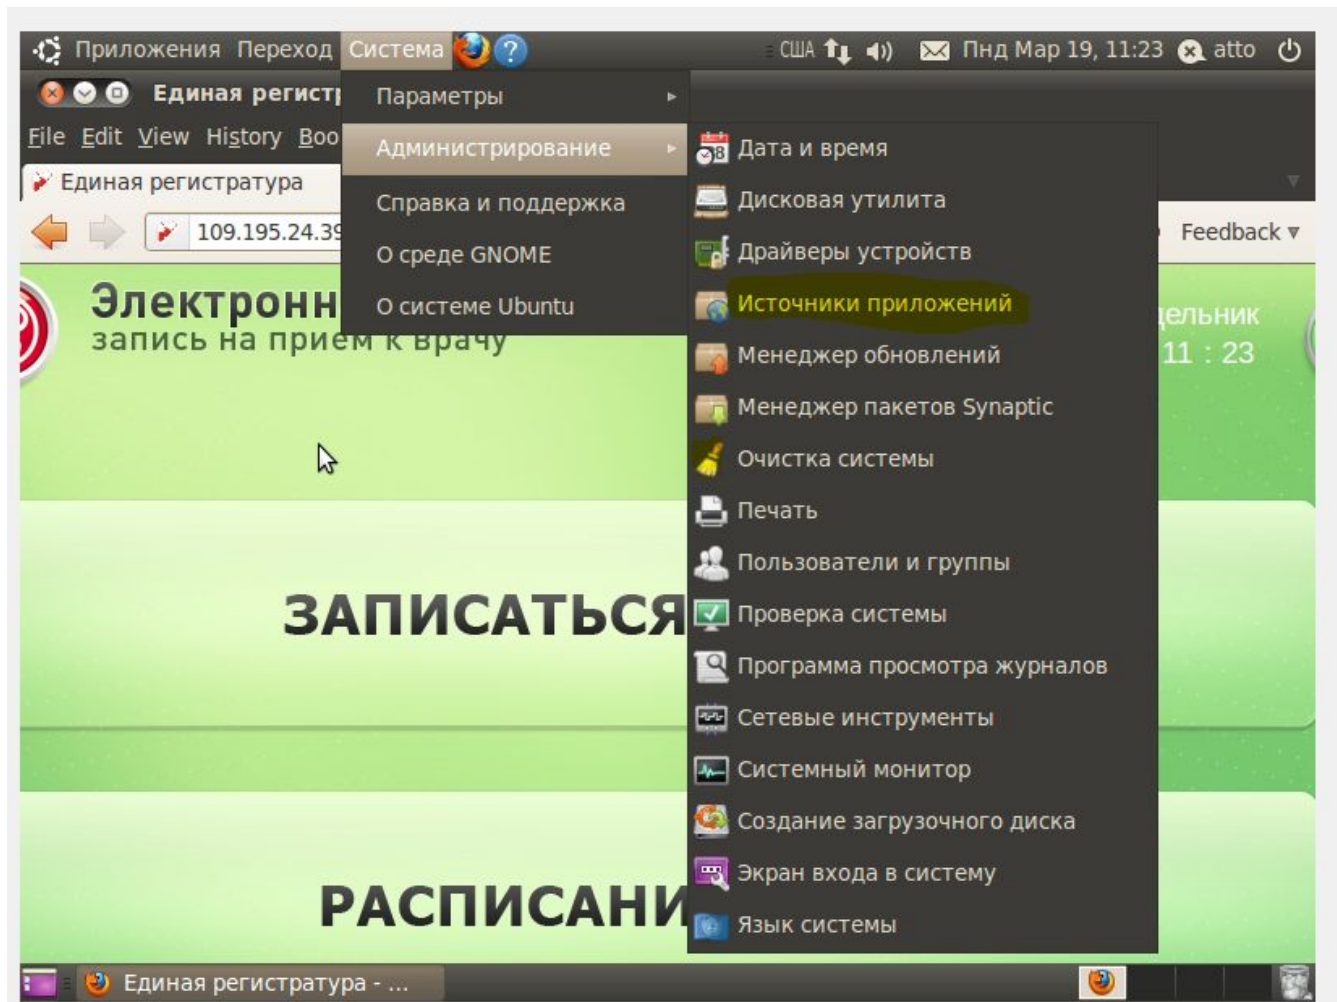 Приложения Переход Система США Пнд Мар 19, 11:23 atto
Единая регистр
File Edit View History Boo
Единая регистратура
109.195.24.39
Feedback
Параметры
Администрирование
Справка и поддержка
О среде GNOME
О системе Ubuntu
Дата и время
Дисковая утилита
Драйверы устройств
Источники приложений
Менеджер обновлений
Менеджер пакетов Synaptic
Очистка системы
Печать
Пользователи и группы
Проверка системы
Программа просмотра журналов
Сетевые инструменты
Системный монитор
Создание загрузочного диска
Экран входа в систему
Язык системы
Электронн
запись на прием к врачу
дельник
11 : 23
ЗАПИСАТЬСЯ
РАСПИСАНИ
Единая регистратура - ...